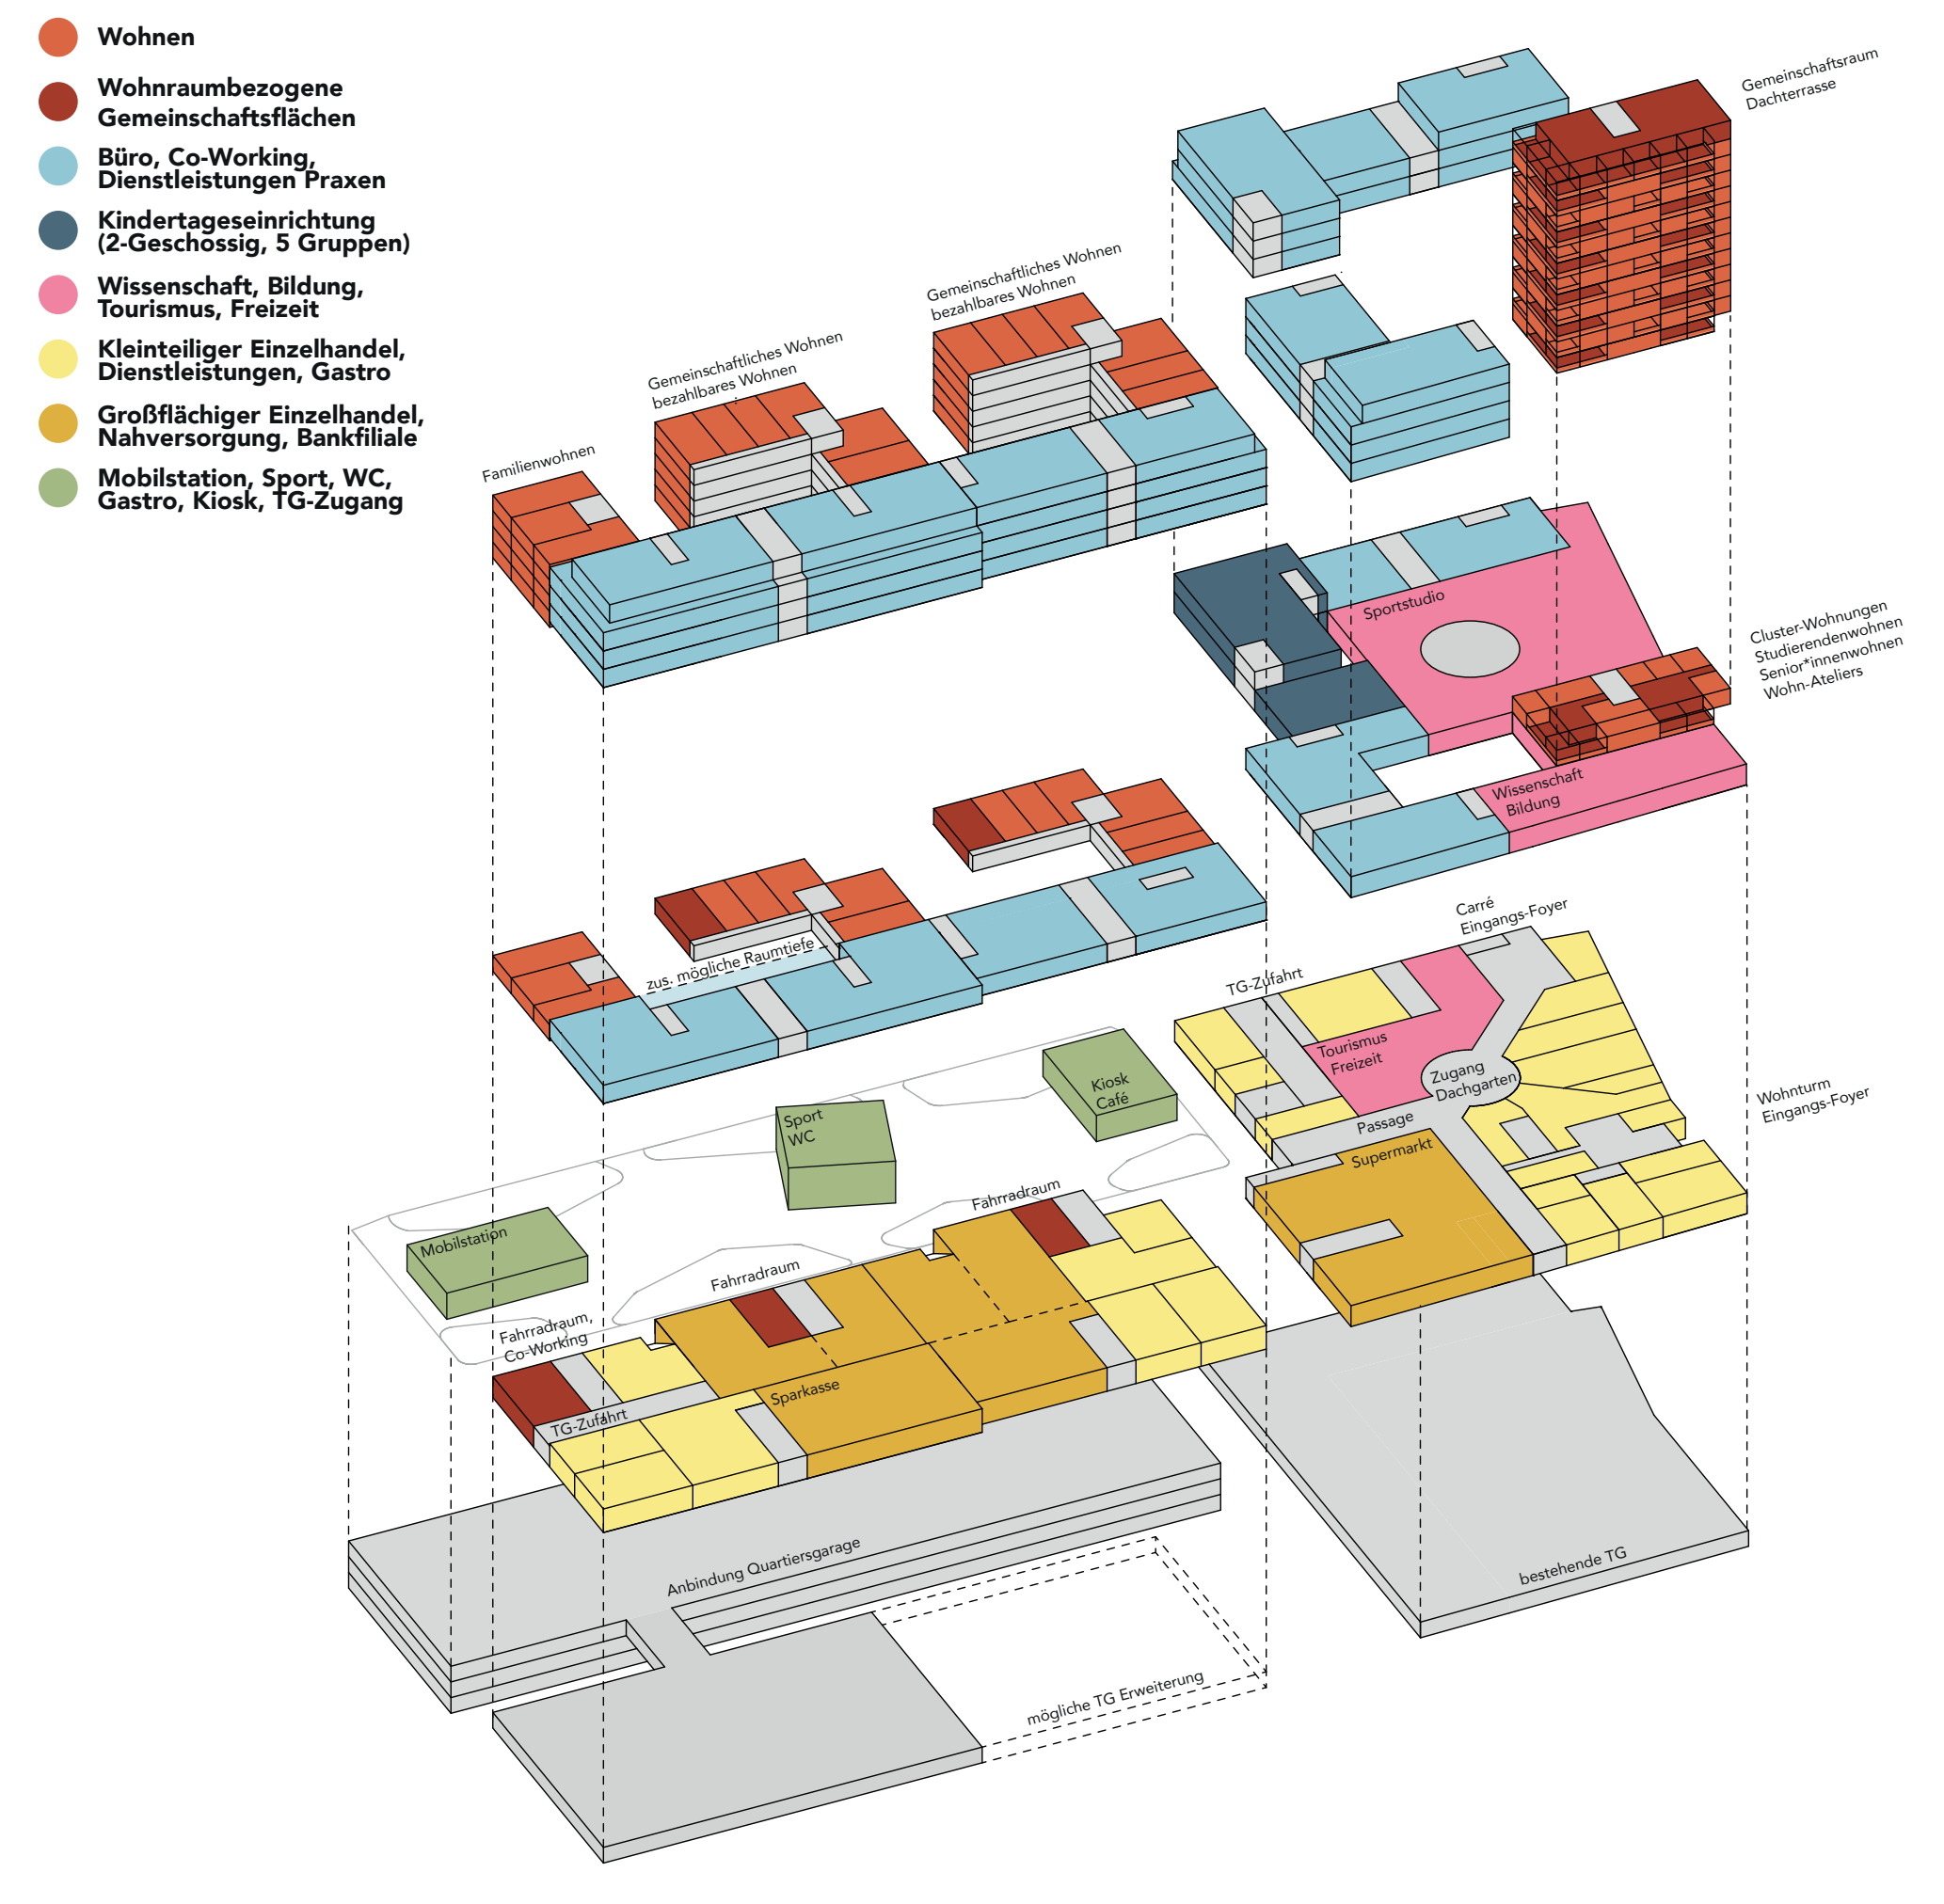 Wohnen
Wohnraumbezogene
Gemeinschaftsflächen
Büro, Co-Working,
Dienstleistungen Praxen
Kindertageseinrichtung
(2-Geschossig, 5 Gruppen)
Wissenschaft, Bildung,
Tourismus, Freizeit
Kleinteiliger Einzelhandel,
Dienstleistungen, Gastro
Großflächiger Einzelhandel,
Nahversorgung, Bankfiliale
Mobilstation, Sport, WC,
Gastro, Kiosk, TG-Zugang
Gemeinschaftsraum
Dachterrasse
Gemeinschaftliches Wohnen
bezahlbares Wohnen
Gemeinschaftliches Wohnen
bezahlbares Wohnen
Familienwohnen
Sportstudio
Cluster-Wohnungen
Studierendenwohnen
Senior*innenwohnen
Wohn-Ateliers
Wissenschaft
Bildung
zus. mögliche Raumtiefe
Carré
Eingangs-Foyer
TG-Zufahrt
Tourismus
Freizeit
Zugang
Dachgarten
Passage
Supermarkt
Wohnturm
Eingangs-Foyer
Kiosk
Café
Sport
WC
Mobilstation
Fahrradraum
Fahrradraum
Fahrradraum,
Co-Working
TG-Zufahrt
Sparkasse
Anbindung Quartiersgarage
bestehende TG
mögliche TG Erweiterung